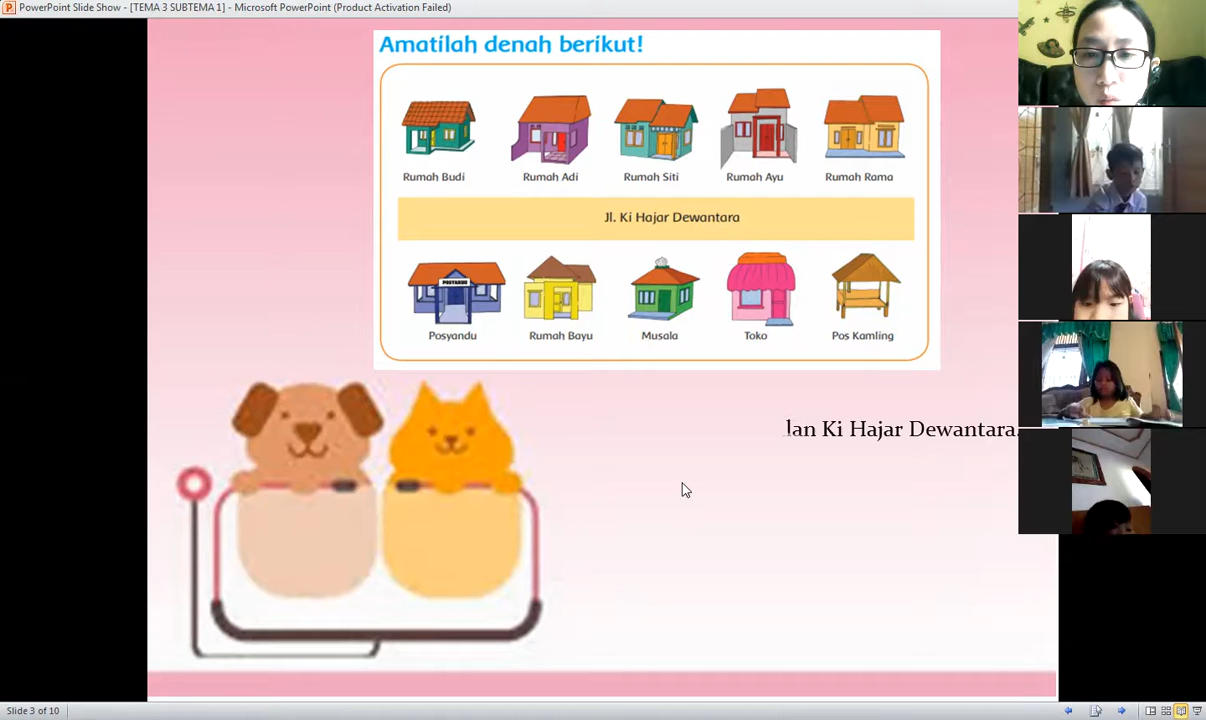 PowerPoint Slide Show - [TEMA 3 SUBTEMA 1] - Microsoft PowerPoint (Product Activation Failed)
Amatilah denah berikut!
Rumah Budi Rumah Adi Rumah Siti Rumah Ayu Rumah Rama
Jl. Ki Hajar Dewantara
POSYANDU
Posyandu Rumah Bayu Musala Toko Pos Kamling
lan Ki Hajar Dewantara.
Slide 3 of 10